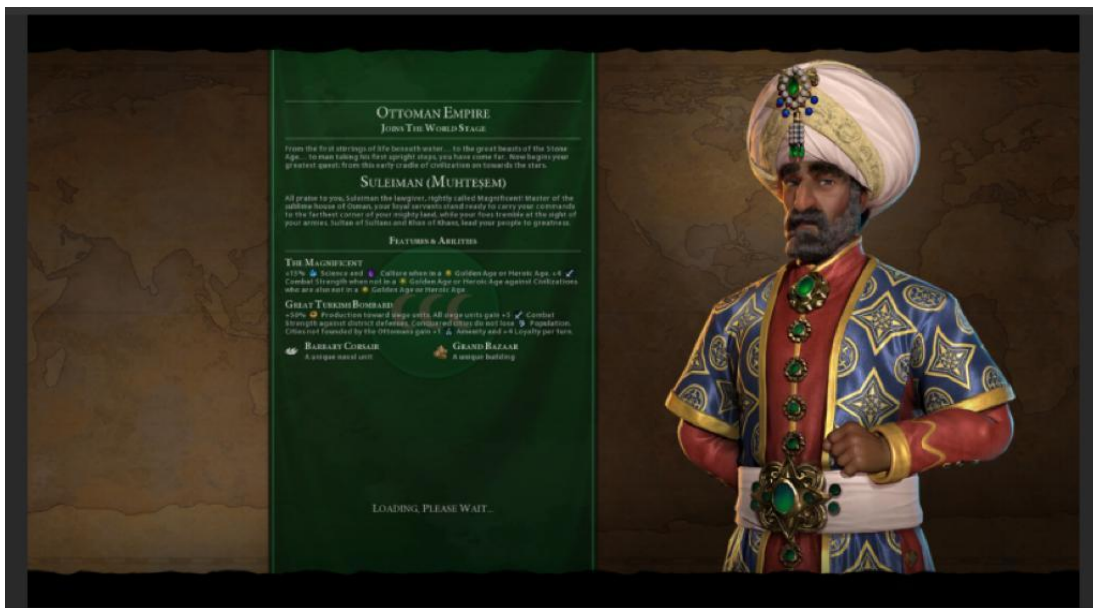 OTTOMAN EMPIRE
JOINS THE WORLD STAGE
From the first stirrings of life beneath water... to the great beasts of the Stone
Age... to man taking his first upright steps, you have come far. Now begins your
greatest quest: from this early cradle of civilization on towards the stars.
SULEIMAN (MUHTEŞEM)
All praise to you, Suleiman the lawgiver, rightly called Magnificent! Master of the
sublime house of Osman, your loyal servants stand ready to carry your commands
to the farthest corner of your mighty land, while your foes tremble at the sight of
your armies. Sultan of Sultans and Khan of Khans, lead your people to greatness.
FEATURES & ABILITIES
THE MAGNIFICENT
+15% Science and Culture when in a Golden Age or Heroic Age. +4
Combat Strength when not in a Golden Age or Heroic Age against Civilizations
who are also not in a Golden Age or Heroic Age.
GREAT TURKISH BOMBARD
+50% Production toward siege units. All siege units gain +5 Combat
Strength against district defenses. Conquered cities do not lose Population.
Cities not founded by the Ottomans gain +1 Amenity and +4 Loyalty per turn.
BARBARY CORSAIR
A unique naval unit
GRAND BAZAAR
A unique building
LOADING, PLEASE WAIT...